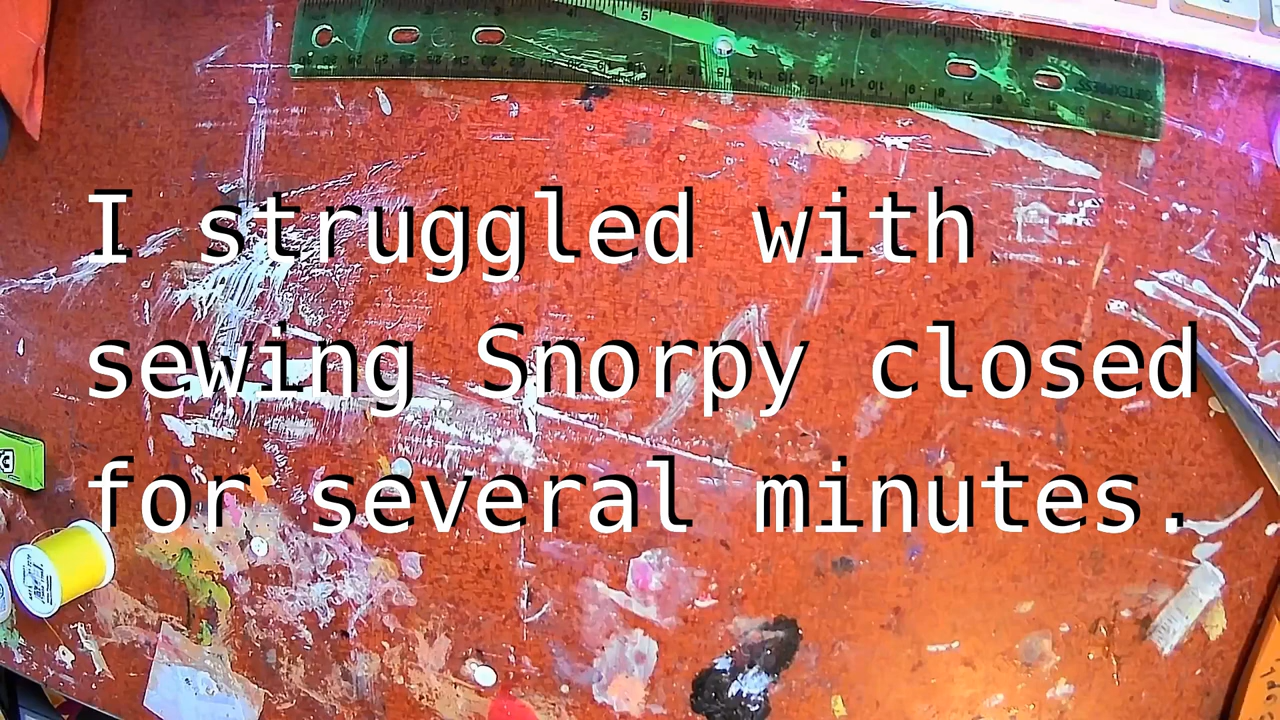 I struggled with
sewing Snorpy closed
for several minutes.